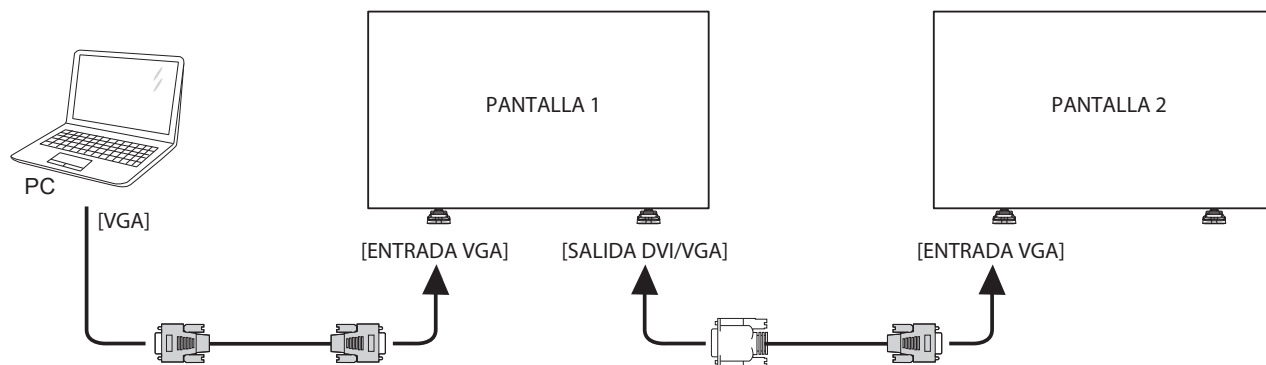 PANTALLA 1
PANTALLA 2
PC
[VGA]
[ENTRADA VGA]
[SALIDA DVI/VGA]
[ENTRADA VGA]